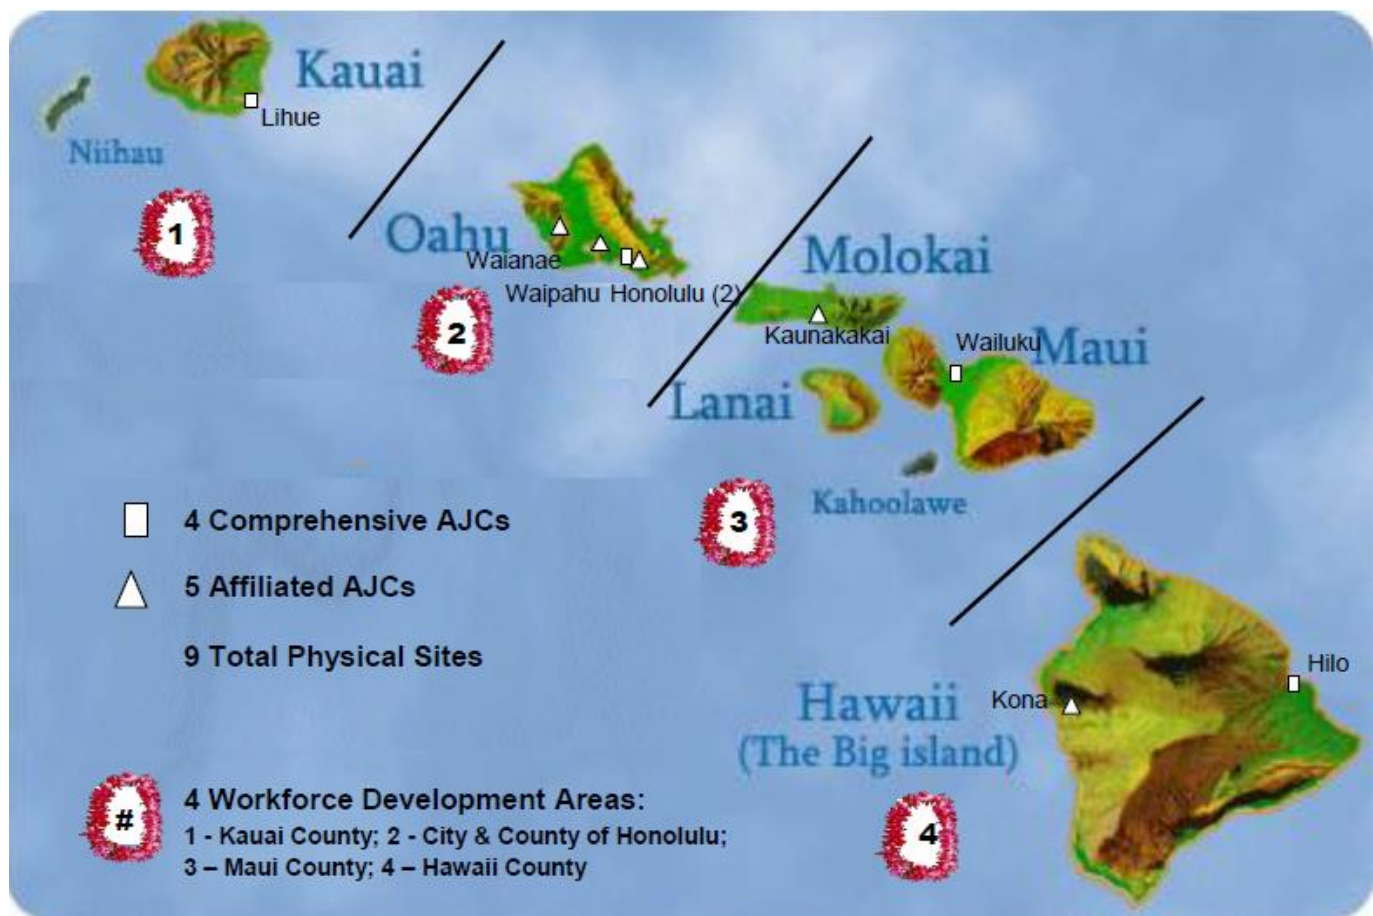 Kauai
Lihue
Niihau
1
Oahu
Waianae
Waipahu Honolulu (2)
2
Molokai
Kaunakakai
Wailuku
Maui
Lanai
Kahoolawe
3
4 Comprehensive AJCs
5 Affiliated AJCs
9 Total Physical Sites
Hilo
Kona
Hawaii
(The Big island)
4
#
4 Workforce Development Areas:
1 - Kauai County; 2 - City & County of Honolulu;
3 – Maui County; 4 – Hawaii County